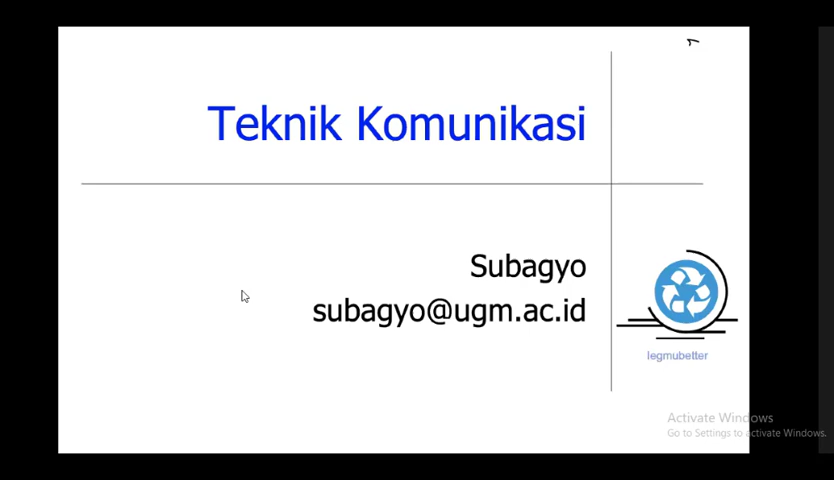 Teknik Komunikasi
Subagyo
subagyo@ugm.ac.id
legmubetter
Activate Windows
Go to Settings to activate Windows.